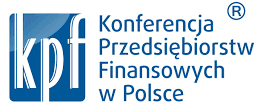 kpf
Konferencja ®
Przedsiębiorstw
Finansowych
w Polsce